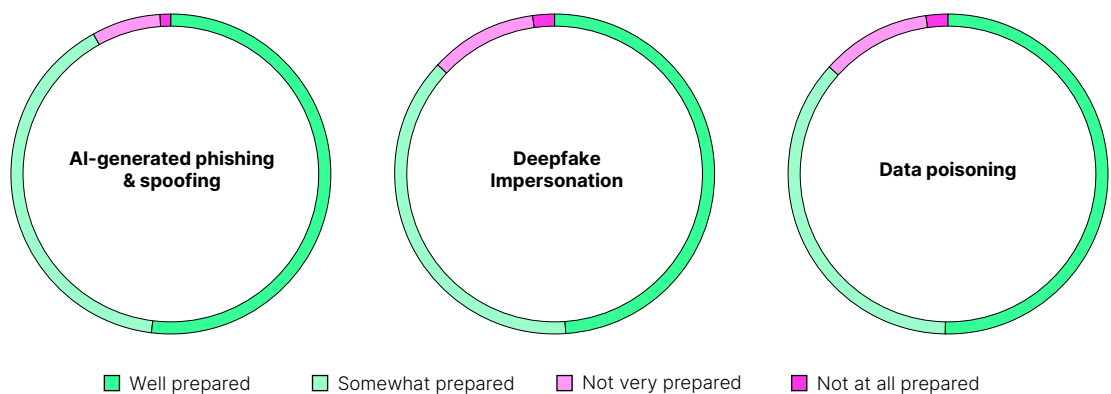 AI-generated phishing
& spoofing
Deepfake
Impersonation
Data poisoning
Well prepared
Somewhat prepared
Not very prepared
Not at all prepared